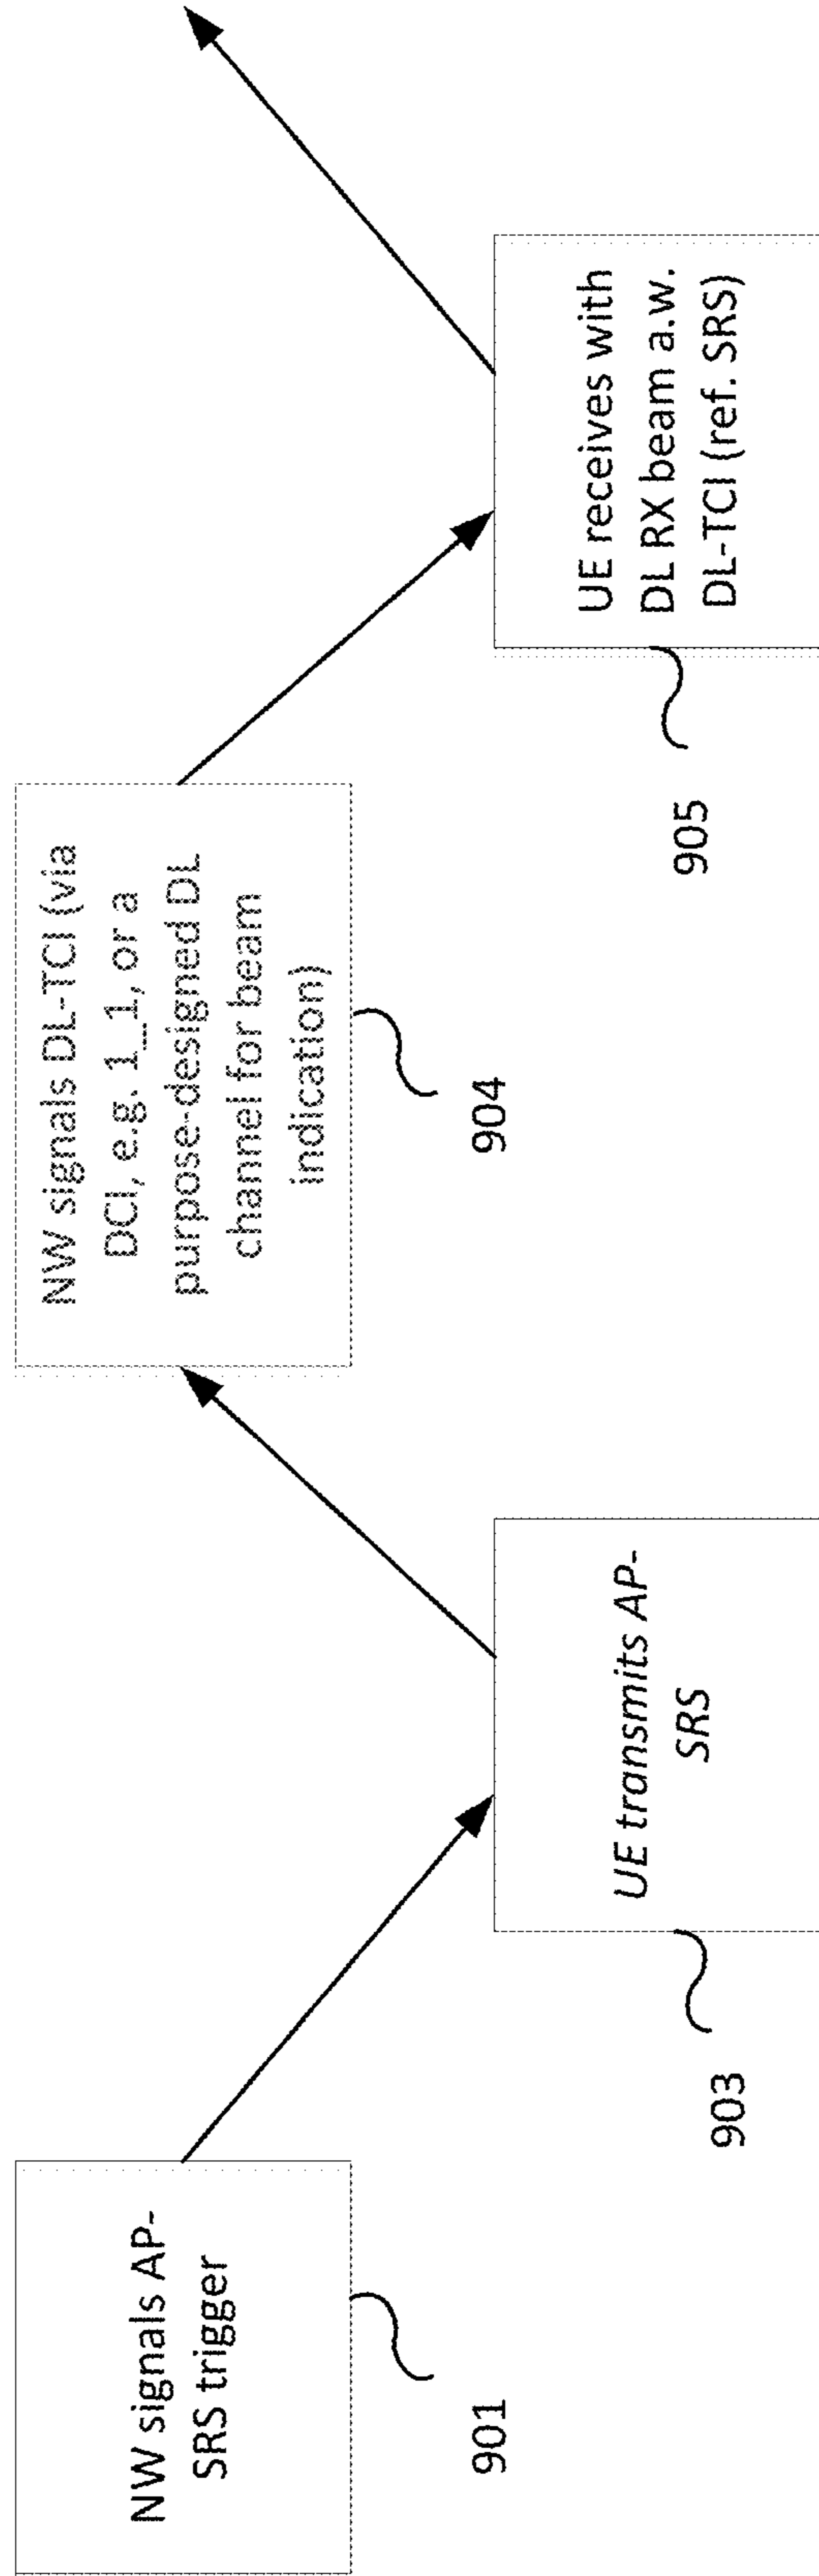 NW signals AP-
SRS trigger
901
UE transmits AP-
SRS
903
NW signals DL-TCI (via
DCI, e.g. 1_1, or a
purpose-designed DL
channel for beam
indication)
904
UE receives with
DL RX beam a.w.
DL-TCI (ref. SRS)
905